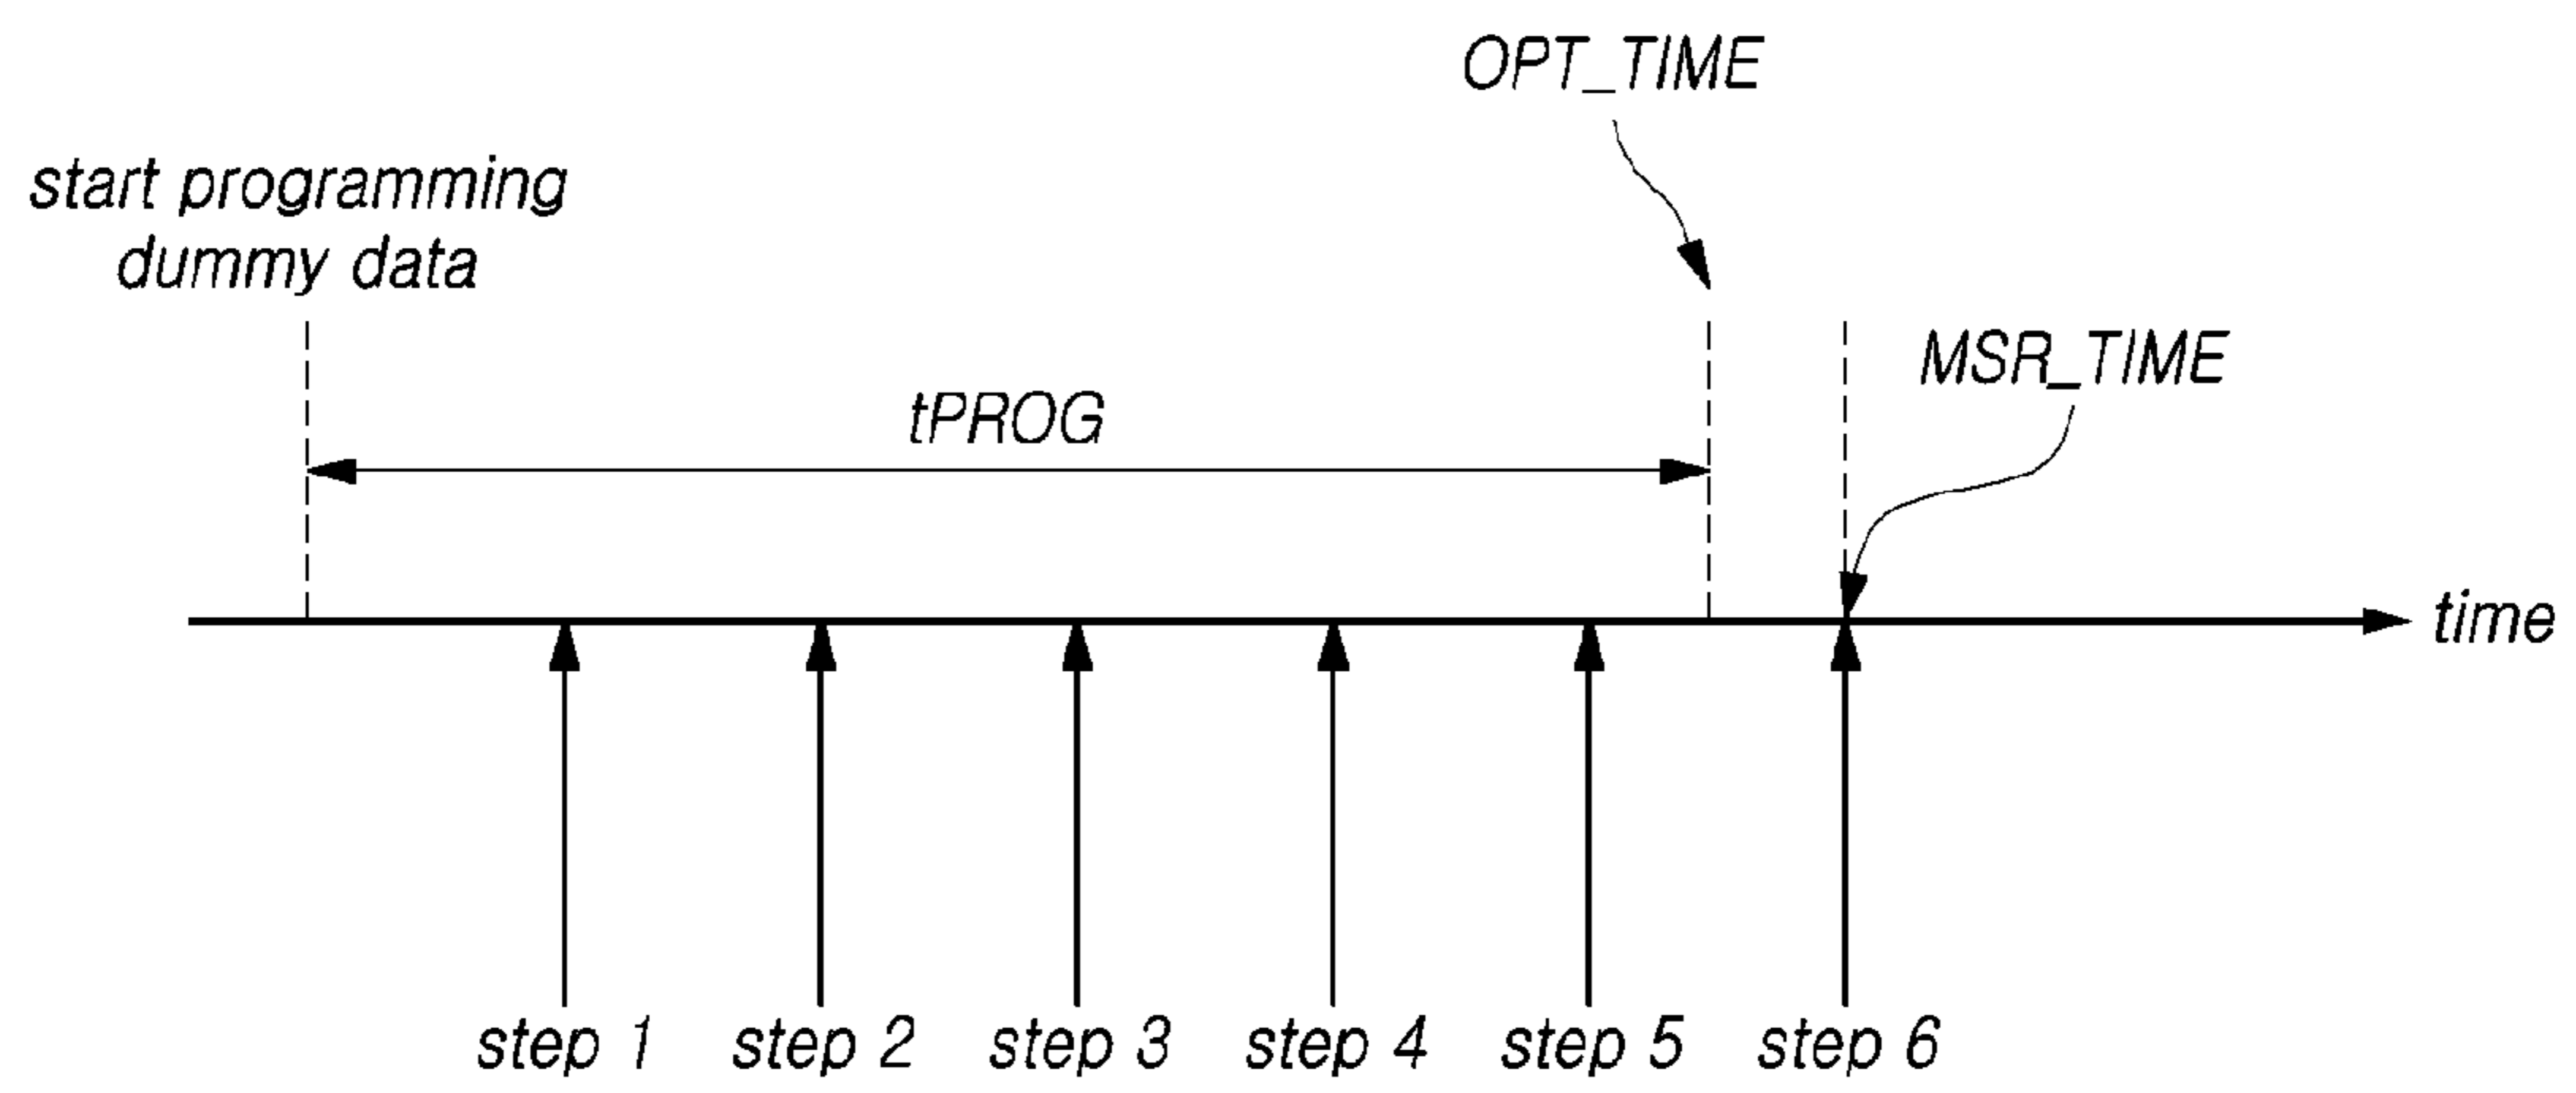 OPT_TIME
start programming
dummy data
MSR_TIME
tPROG
time
step 1 step 2 step 3 step 4 step 5 step 6